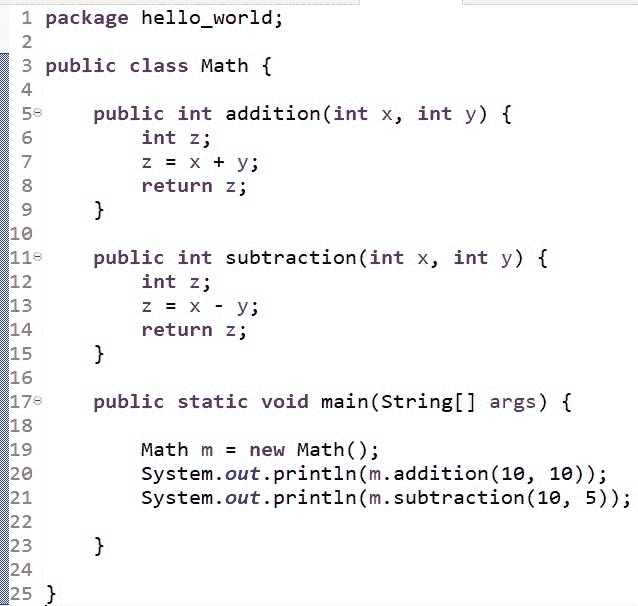 1 package hello_world;
2
3 public class Math {
4
5 public int addition(int x, int y) {
6 int z;
7 z = x + y;
8 return z;
9 }
10
11 public int subtraction(int x, int y) {
12 int z;
13 z = x - y;
14 return z;
15 }
16
17 public static void main(String[] args) {
18
19 Math m = new Math();
20 System.out.println(m.addition(10, 10));
21 System.out.println(m.subtraction(10, 5));
22
23 }
24
25 }